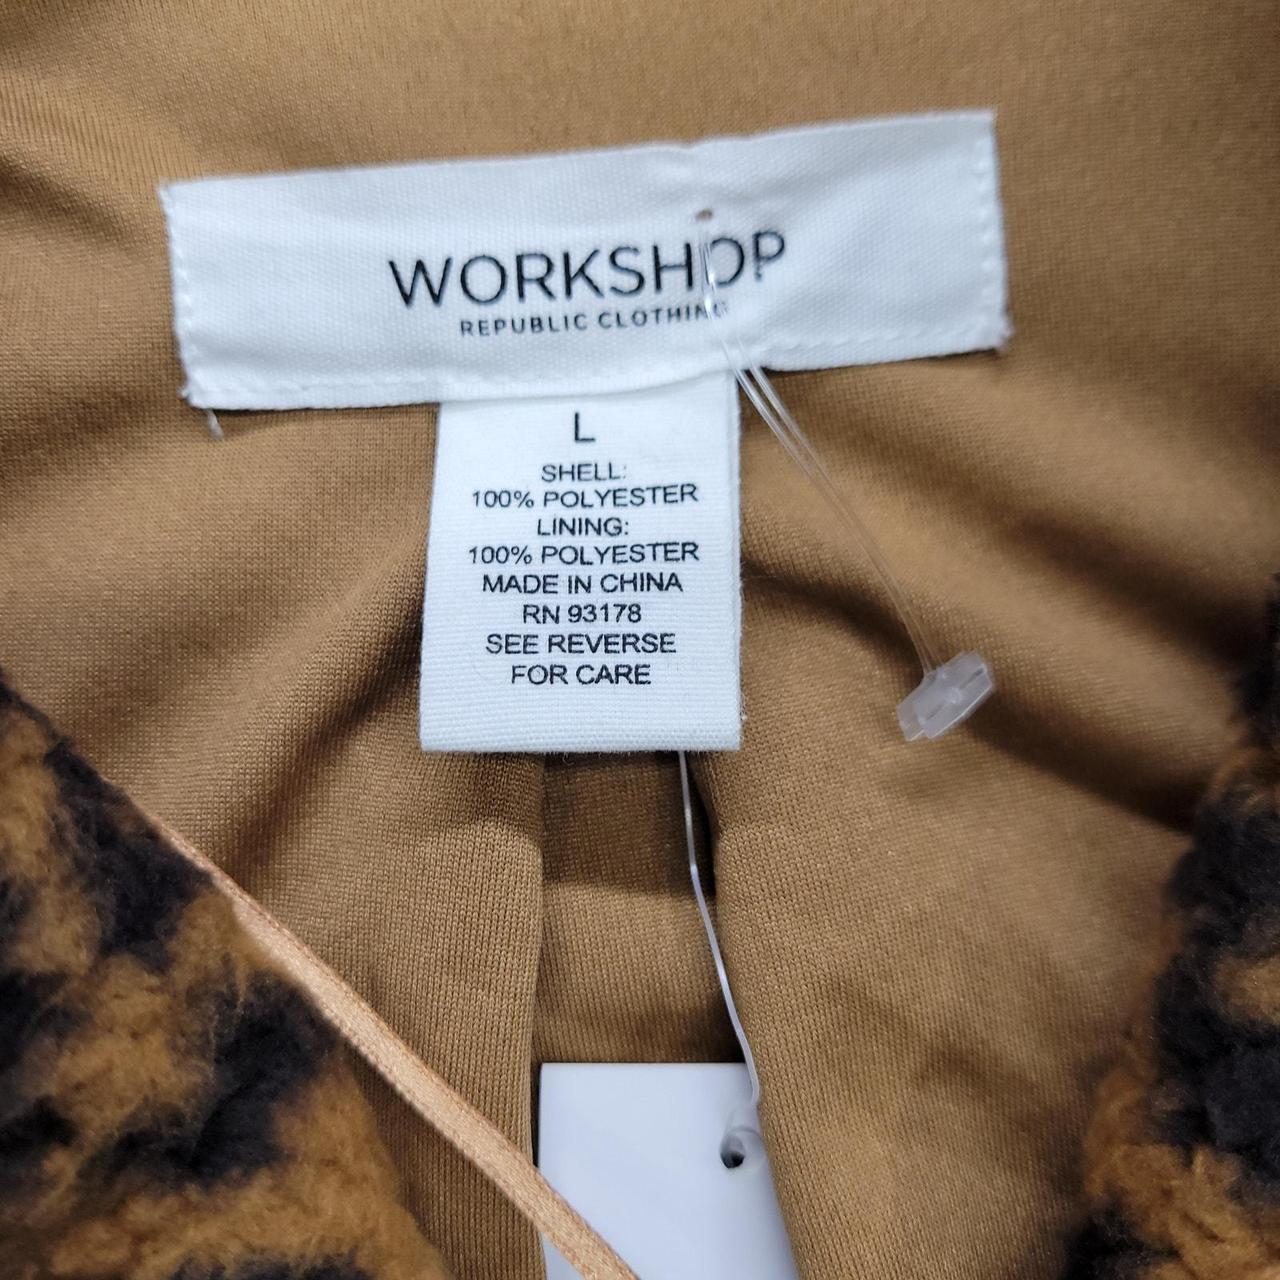 WORKSHOP
REPUBLIC CLOTHING
L
SHELL:
100% POLYESTER
LINING:
100% POLYESTER
MADE IN CHINA
RN 93178
SEE REVERSE
FOR CARE